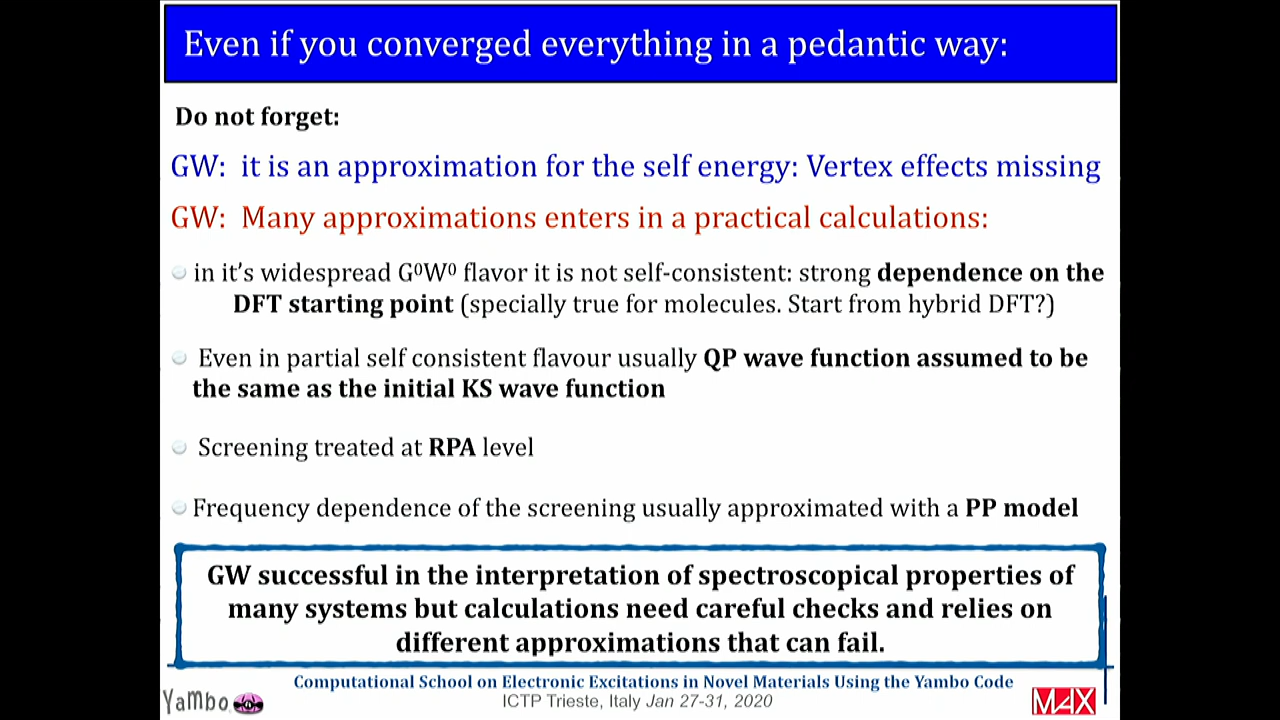 Even if you converged everything in a pedantic way:
Do not forget:
GW: it is an approximation for the self energy: Vertex effects missing
GW: Many approximations enters in a practical calculations:
in it's widespread G⁰W⁰ flavor it is not self-consistent: strong dependence on the
DFT starting point (specially true for molecules. Start from hybrid DFT?)
Even in partial self consistent flavour usually QP wave function assumed to be
the same as the initial KS wave function
Screening treated at RPA level
Frequency dependence of the screening usually approximated with a PP model
GW successful in the interpretation of spectroscopical properties of
many systems but calculations need careful checks and relies on
different approximations that can fail.
Computational School on Electronic Excitations in Novel Materials Using the Yambo Code
ICTP Trieste, Italy Jan 27-31, 2020
Yambo
MAX